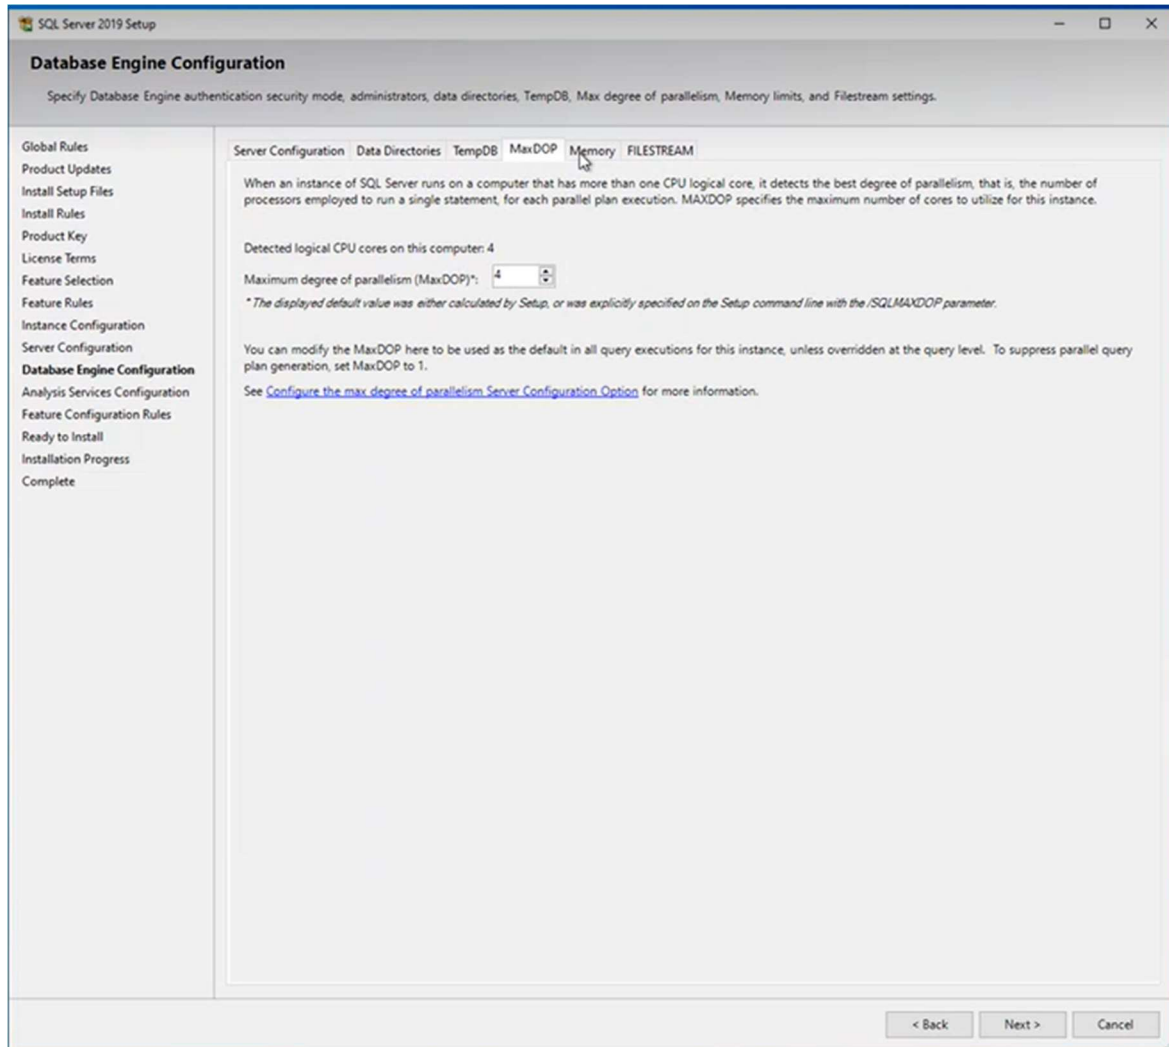 SQL Server 2019 Setup
Database Engine Configuration
Specify Database Engine authentication security mode, administrators, data directories, TempDB, Max degree of parallelism, Memory limits, and Filestream settings.
Global Rules
Product Updates
Install Setup Files
Install Rules
Product Key
License Terms
Feature Selection
Feature Rules
Instance Configuration
Server Configuration
Database Engine Configuration
Analysis Services Configuration
Feature Configuration Rules
Ready to Install
Installation Progress
Complete
Server Configuration Data Directories TempDB MaxDOP Memory FILESTREAM
When an instance of SQL Server runs on a computer that has more than one CPU logical core, it detects the best degree of parallelism, that is, the number of
processors employed to run a single statement, for each parallel plan execution. MAXDOP specifies the maximum number of cores to utilize for this instance.
Detected logical CPU cores on this computer: 4
Maximum degree of parallelism (MaxDOP)*: 4
* The displayed default value was either calculated by Setup, or was explicitly specified on the Setup command line with the /SQLMAXDOP parameter.
You can modify the MaxDOP here to be used as the default in all query executions for this instance, unless overridden at the query level. To suppress parallel query
plan generation, set MaxDOP to 1.
See Configure the max degree of parallelism Server Configuration Option for more information.
< Back Next > Cancel